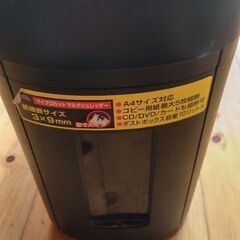 マイクロカット マルチシュレッダー
細断サイズ
3×9mm
A4サイズ対応
コピー用紙最大5枚細断
CD/DVD/カードも細断可
ダストボックス容量10リットル